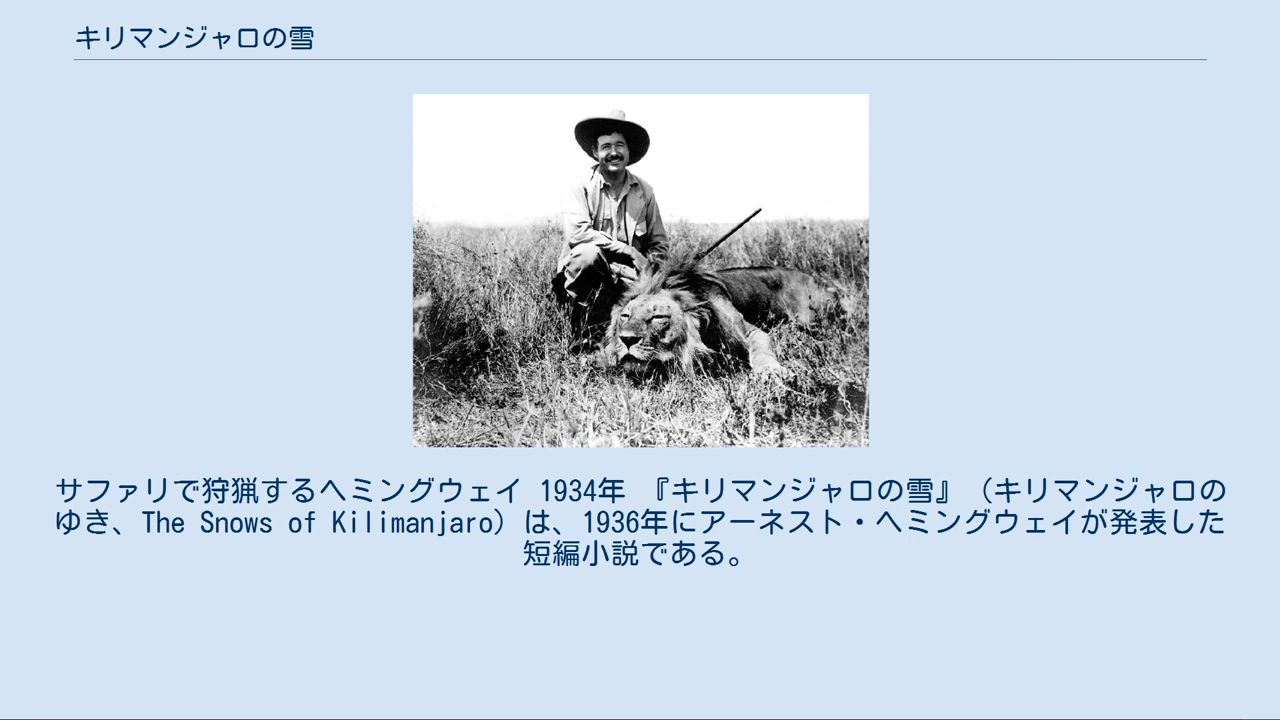 キリマンジャロの雪
サファリで狩猟するヘミングウェイ 1934年 『キリマンジャロの雪』（キリマンジャロの
ゆき、The Snows of Kilimanjaro）は、1936年にアーネスト・ヘミングウェイが発表した
短編小説である。